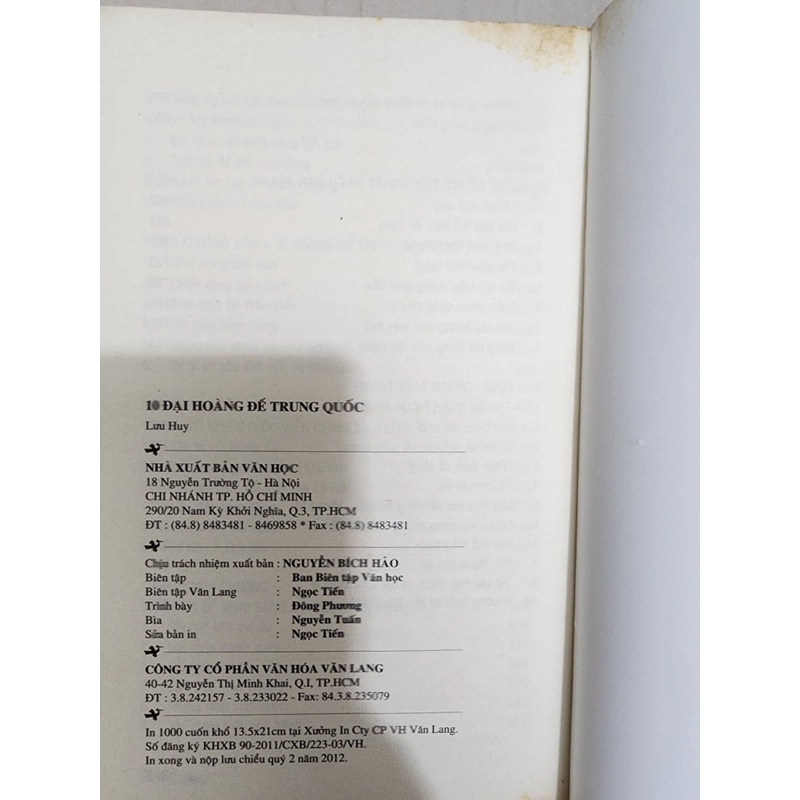 10 ĐẠI HOÀNG ĐẾ TRUNG QUỐC
Lưu Huy
NHÀ XUẤT BẢN VĂN HỌC
18 Nguyễn Trường Tộ - Hà Nội
CHI NHÁNH TP. HỒ CHÍ MINH
290/20 Nam Kỳ Khởi Nghĩa, Q.3, TP.HCM
ĐT : (84.8) 8483481 - 8469858 * Fax : (84.8) 8483481
Chịu trách nhiệm xuất bản : NGUYỄN BÍCH HẢO
Biên tập : Ban Biên tập Văn học
Biên tập Văn Lang : Ngọc Tiến
Trình bày : Đông Phương
Bìa : Nguyễn Tuấn
Sửa bản in : Ngọc Tiến
CÔNG TY CỔ PHẦN VĂN HÓA VĂN LANG
40-42 Nguyễn Thị Minh Khai, Q.I, TP.HCM
ĐT : 3.8.242157 - 3.8.233022 - Fax: 84.3.8.235079
In 1000 cuốn khổ 13.5x21cm tại Xưởng In Cty CP VH Văn Lang.
Số đăng ký KHXB 90-2011/CXB/223-03/VH.
In xong và nộp lưu chiểu quý 2 năm 2012.